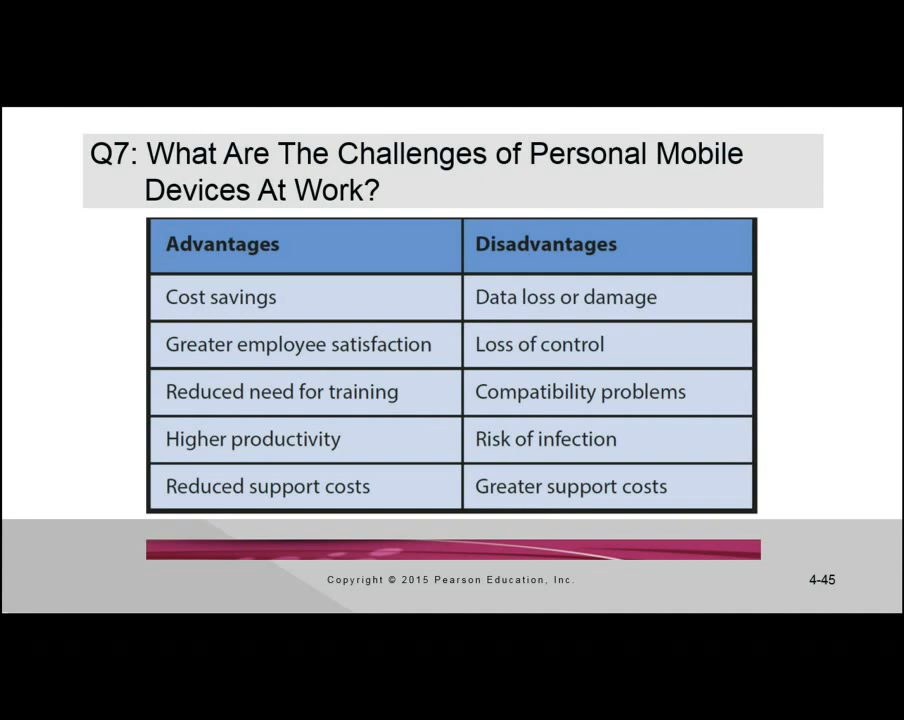 Q7: What Are The Challenges of Personal Mobile
Devices At Work?
Advantages Disadvantages
Cost savings Data loss or damage
Greater employee satisfaction Loss of control
Reduced need for training Compatibility problems
Higher productivity Risk of infection
Reduced support costs Greater support costs
Copyright © 2015 Pearson Education, Inc. 4-45